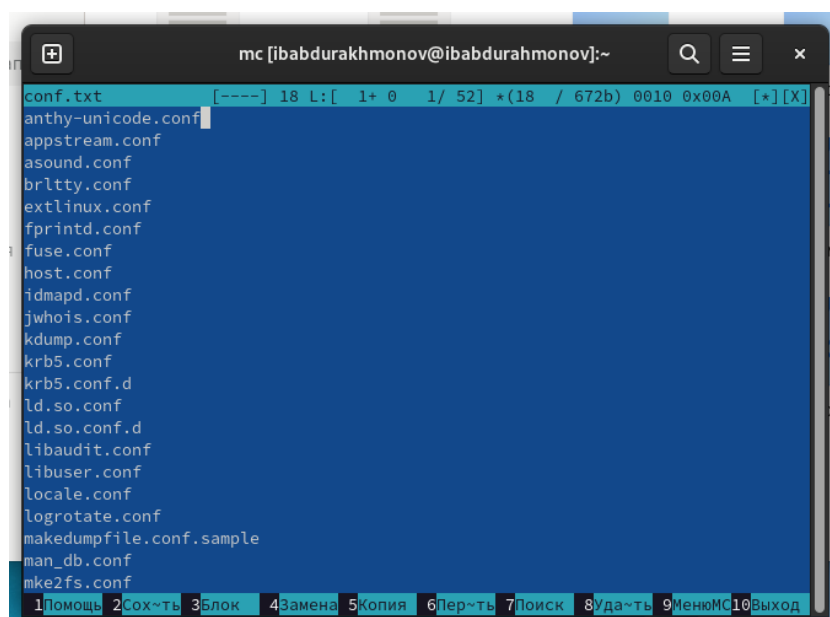 mc [ibabdurakhmonov@ibabdurahmonov]:~
conf.txt [----] 18 L:[ 1+ 0 1/ 52] *(18 / 672b) 0010 0x00A [*][X]
anthy-unicode.conf
appstream.conf
asound.conf
brltty.conf
extlinux.conf
fprintd.conf
fuse.conf
host.conf
idmapd.conf
jwhois.conf
kdump.conf
krb5.conf
krb5.conf.d
ld.so.conf
ld.so.conf.d
libaudit.conf
libuser.conf
locale.conf
logrotate.conf
makedumpfile.conf.sample
man_db.conf
mke2fs.conf
1Помощь 2Сох~ть 3Блок 4Замена 5Копия 6Пер~ть 7Поиск 8Уда~ть 9МенюMC10Выход